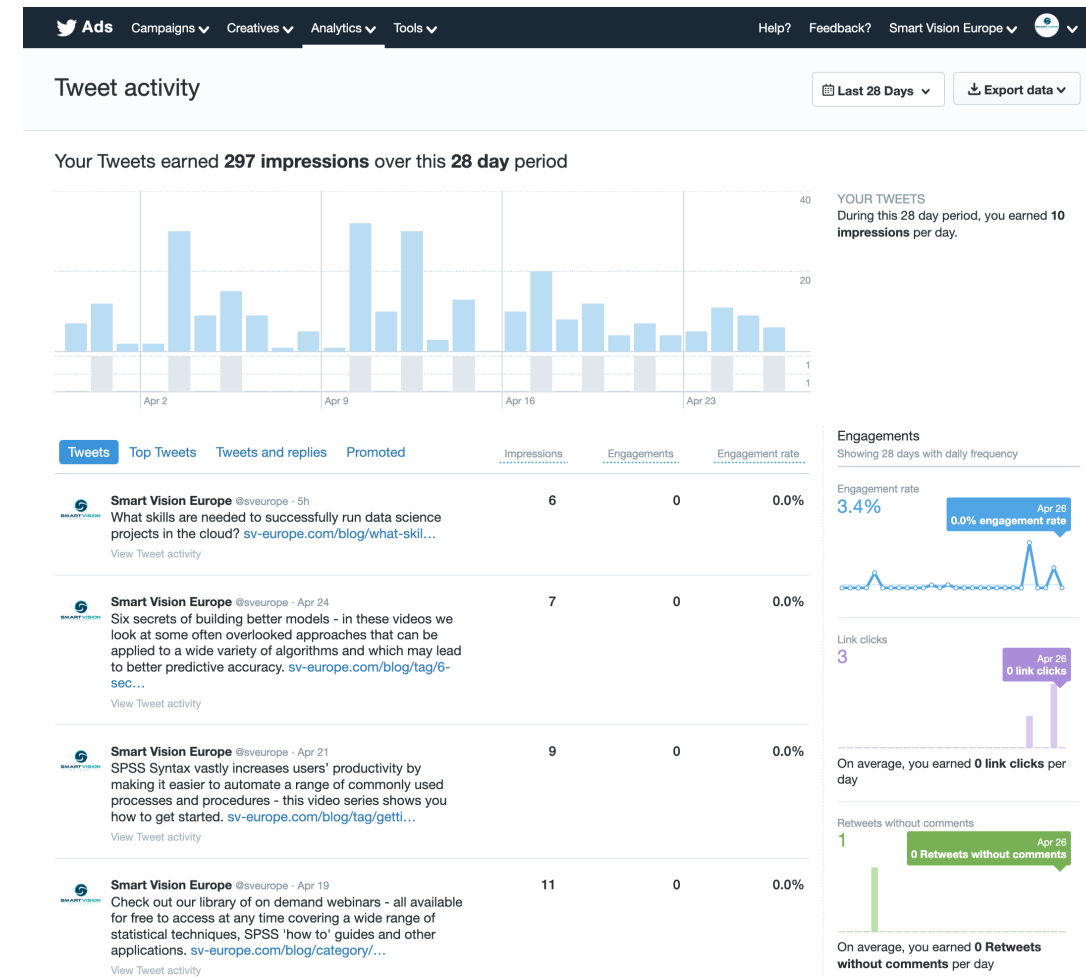 Ads Campaigns Creatives Analytics Tools Help? Feedback? Smart Vision Europe
Tweet activity
Last 28 Days
Export data
Your Tweets earned 297 impressions over this 28 day period
40
20
1
1
Apr 2
Apr 9
Apr 16
Apr 23
YOUR TWEETS
During this 28 day period, you earned 10
impressions per day.
Tweets Top Tweets Tweets and replies Promoted
Impressions Engagements Engagement rate
SMARTVISION
Smart Vision Europe @sveurope · 5h
What skills are needed to successfully run data science
projects in the cloud? sv-europe.com/blog/what-skil…
View Tweet activity
6 0 0.0%
SMARTVISION
Smart Vision Europe @sveurope · Apr 24
Six secrets of building better models - in these videos we
look at some often overlooked approaches that can be
applied to a wide variety of algorithms and which may lead
to better predictive accuracy. sv-europe.com/blog/tag/6-
sec…
View Tweet activity
7 0 0.0%
SMARTVISION
Smart Vision Europe @sveurope · Apr 21
SPSS Syntax vastly increases users’ productivity by
making it easier to automate a range of commonly used
processes and procedures - this video series shows you
how to get started. sv-europe.com/blog/tag/getti…
View Tweet activity
9 0 0.0%
SMARTVISION
Smart Vision Europe @sveurope · Apr 19
Check out our library of on demand webinars - all available
for free to access at any time covering a wide range of
statistical techniques, SPSS 'how to' guides and other
applications. sv-europe.com/blog/category/…
View Tweet activity
11 0 0.0%
Engagements
Showing 28 days with daily frequency
Engagement rate
3.4%
Apr 26
0.0% engagement rate
Link clicks
3
Apr 26
0 link clicks
On average, you earned 0 link clicks per
day
Retweets without comments
1
Apr 26
0 Retweets without comments
On average, you earned 0 Retweets
without comments per day